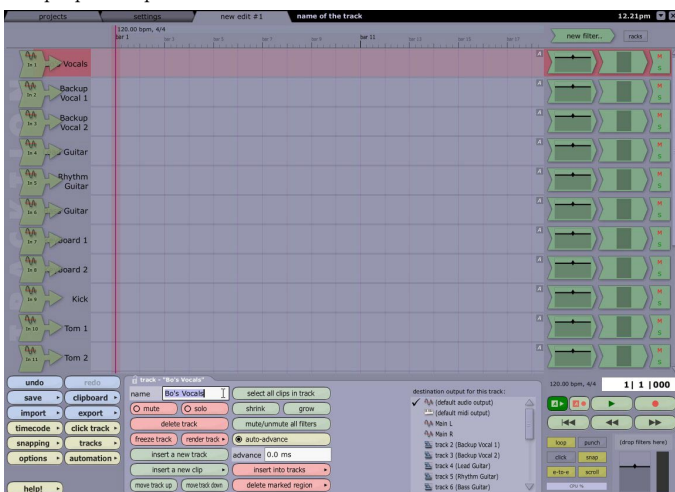 projects settings new edit #1 name of the track 12.21pm
120.00 bpm, 4/4
bar 1 bar 3 bar 5 bar 7 bar 9 bar 11 bar 13 bar 15 bar 17
new filter.. racks
In 1 Vocals A M S
In 2 Backup Vocal 1 A M S
In 3 Backup Vocal 2 A M S
In 4 Guitar A M S
In 5 Rhythm Guitar A M S
In 6 Guitar A M S
In 7 board 1 A M S
In 8 board 2 A M S
In 9 Kick A M S
In 10 Tom 1 A M S
In 11 Tom 2 A M S
undo redo
save clipboard
import export
timecode click track
snapping tracks
options automation
help!
track - "Bo's Vocals"
name Bo's Vocals select all clips in track
mute solo shrink grow
delete track mute/unmute all filters
freeze track render track auto-advance
insert a new track advance 0.0 ms
insert a new clip insert into tracks
move track up move track down delete marked region
destination output for this track:
(default audio output)
(default midi output)
Main L
Main R
track 2 (Backup Vocal 1)
track 3 (Backup Vocal 2)
track 4 (Lead Guitar)
track 5 (Rhythm Guitar)
track 6 (Bass Guitar)
120.00 bpm, 4/4 1| 1 |000
loop punch (drop filters here)
click snap
e-to-e scroll
CPU %